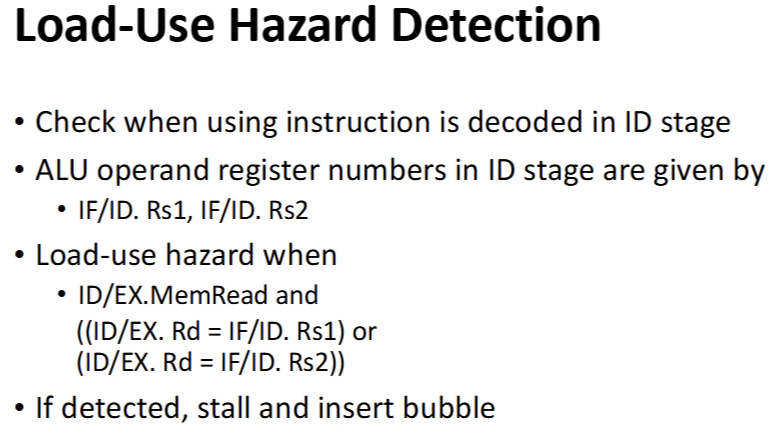 Load-Use Hazard Detection
• Check when using instruction is decoded in ID stage
• ALU operand register numbers in ID stage are given by
• IF/ID. Rs1, IF/ID. Rs2
• Load-use hazard when
• ID/EX.MemRead and
((ID/EX. Rd = IF/ID. Rs1) or
(ID/EX. Rd = IF/ID. Rs2))
• If detected, stall and insert bubble